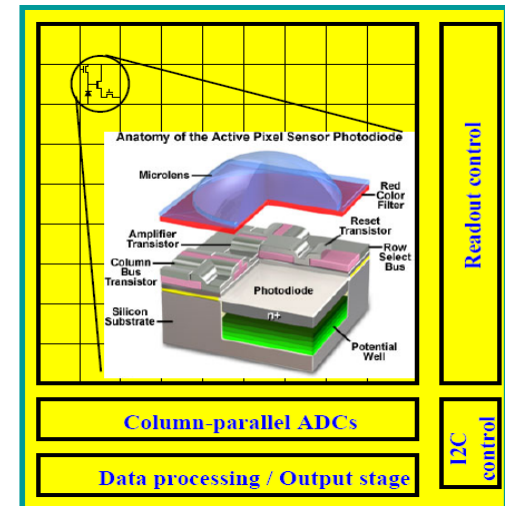 Anatomy of the Active Pixel Sensor Photodiode
Microlens
Red
Color
Filter
Amplifier
Transistor
Reset
Transistor
Row
Select
Bus
Column
Bus
Transistor
Photodiode
Silicon
Substrate
n+
Potential
Well
Readout control
Column-parallel ADCs
I2C
control
Data processing / Output stage